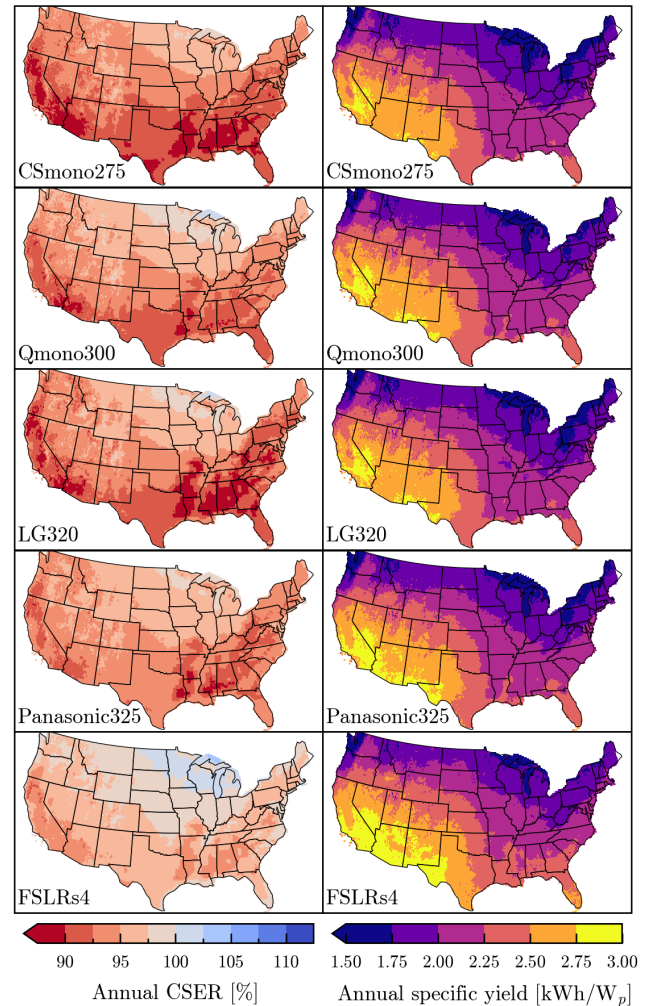 CSmono275 CSmono275
Qmono300 Qmono300
LG320 LG320
Panasonic325 Panasonic325
FSLRs4 FSLRs4
90 95 100 105 110 1.50 1.75 2.00 2.25 2.50 2.75 3.00
Annual CSER [%] Annual specific yield [kWh/Wp]